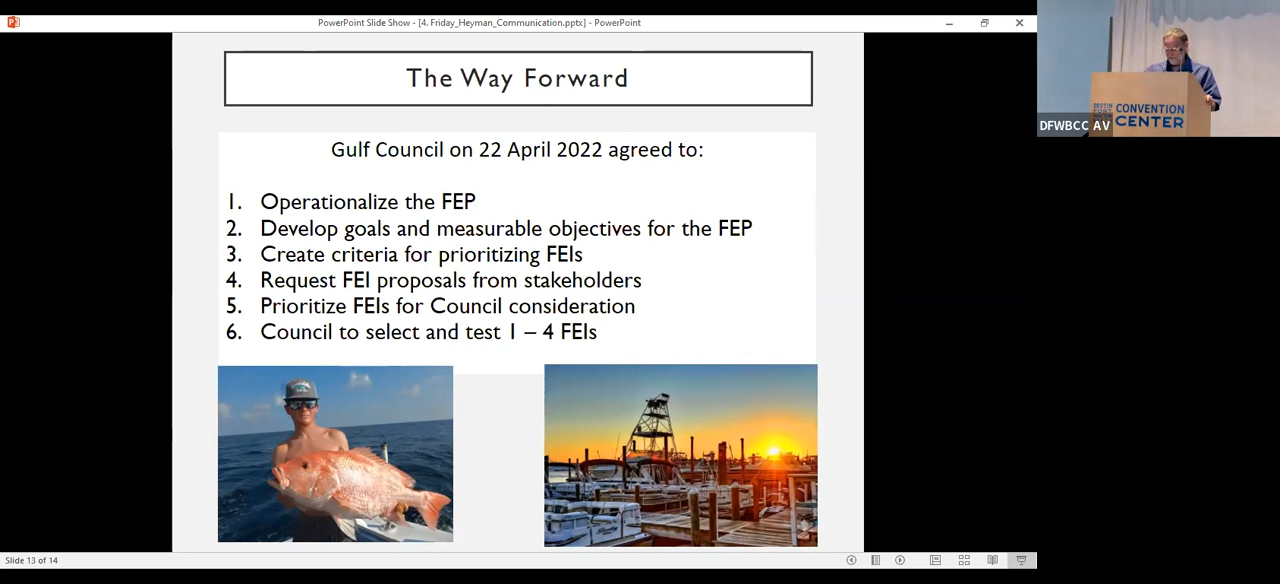 PowerPoint Slide Show - [4. Friday_Heyman_Communication.pptx] - PowerPoint
The Way Forward
Gulf Council on 22 April 2022 agreed to:
1. Operationalize the FEP
2. Develop goals and measurable objectives for the FEP
3. Create criteria for prioritizing FEIs
4. Request FEI proposals from stakeholders
5. Prioritize FEIs for Council consideration
6. Council to select and test 1 – 4 FEIs
Slide 13 of 14
DESTIN
FORT
WALTON
CONVENTION
CENTER
DFWBCC AV